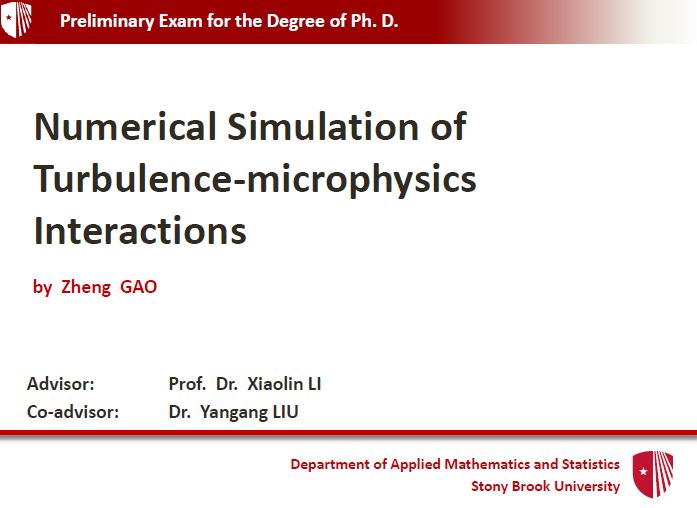 Preliminary Exam for the Degree of Ph. D.
Numerical Simulation of
Turbulence-microphysics
Interactions
by Zheng GAO
Advisor: Prof. Dr. Xiaolin LI
Co-advisor: Dr. Yangang LIU
Department of Applied Mathematics and Statistics
Stony Brook University